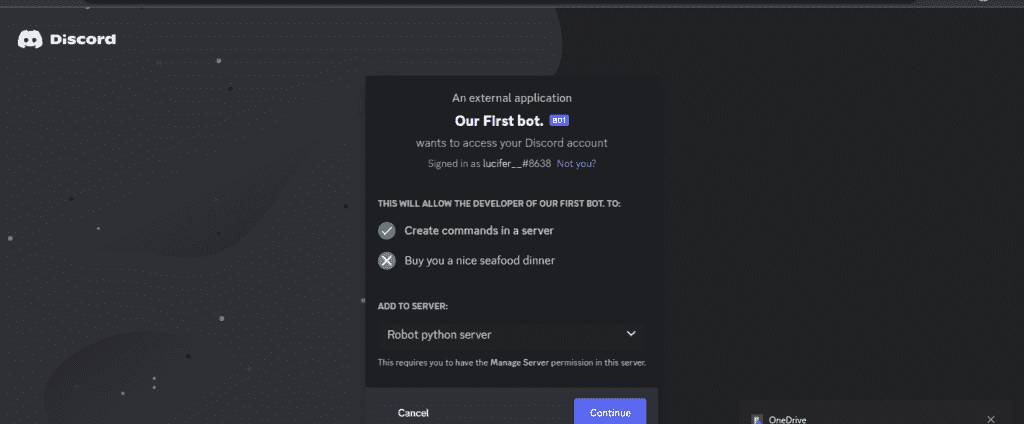 Discord
An external application
Our First bot. BOT
wants to access your Discord account
Signed in as lucifer__#8638 Not you?
THIS WILL ALLOW THE DEVELOPER OF OUR FIRST BOT. TO:
Create commands in a server
Buy you a nice seafood dinner
ADD TO SERVER:
Robot python server
This requires you to have the Manage Server permission in this server.
Cancel Continue
OneDrive